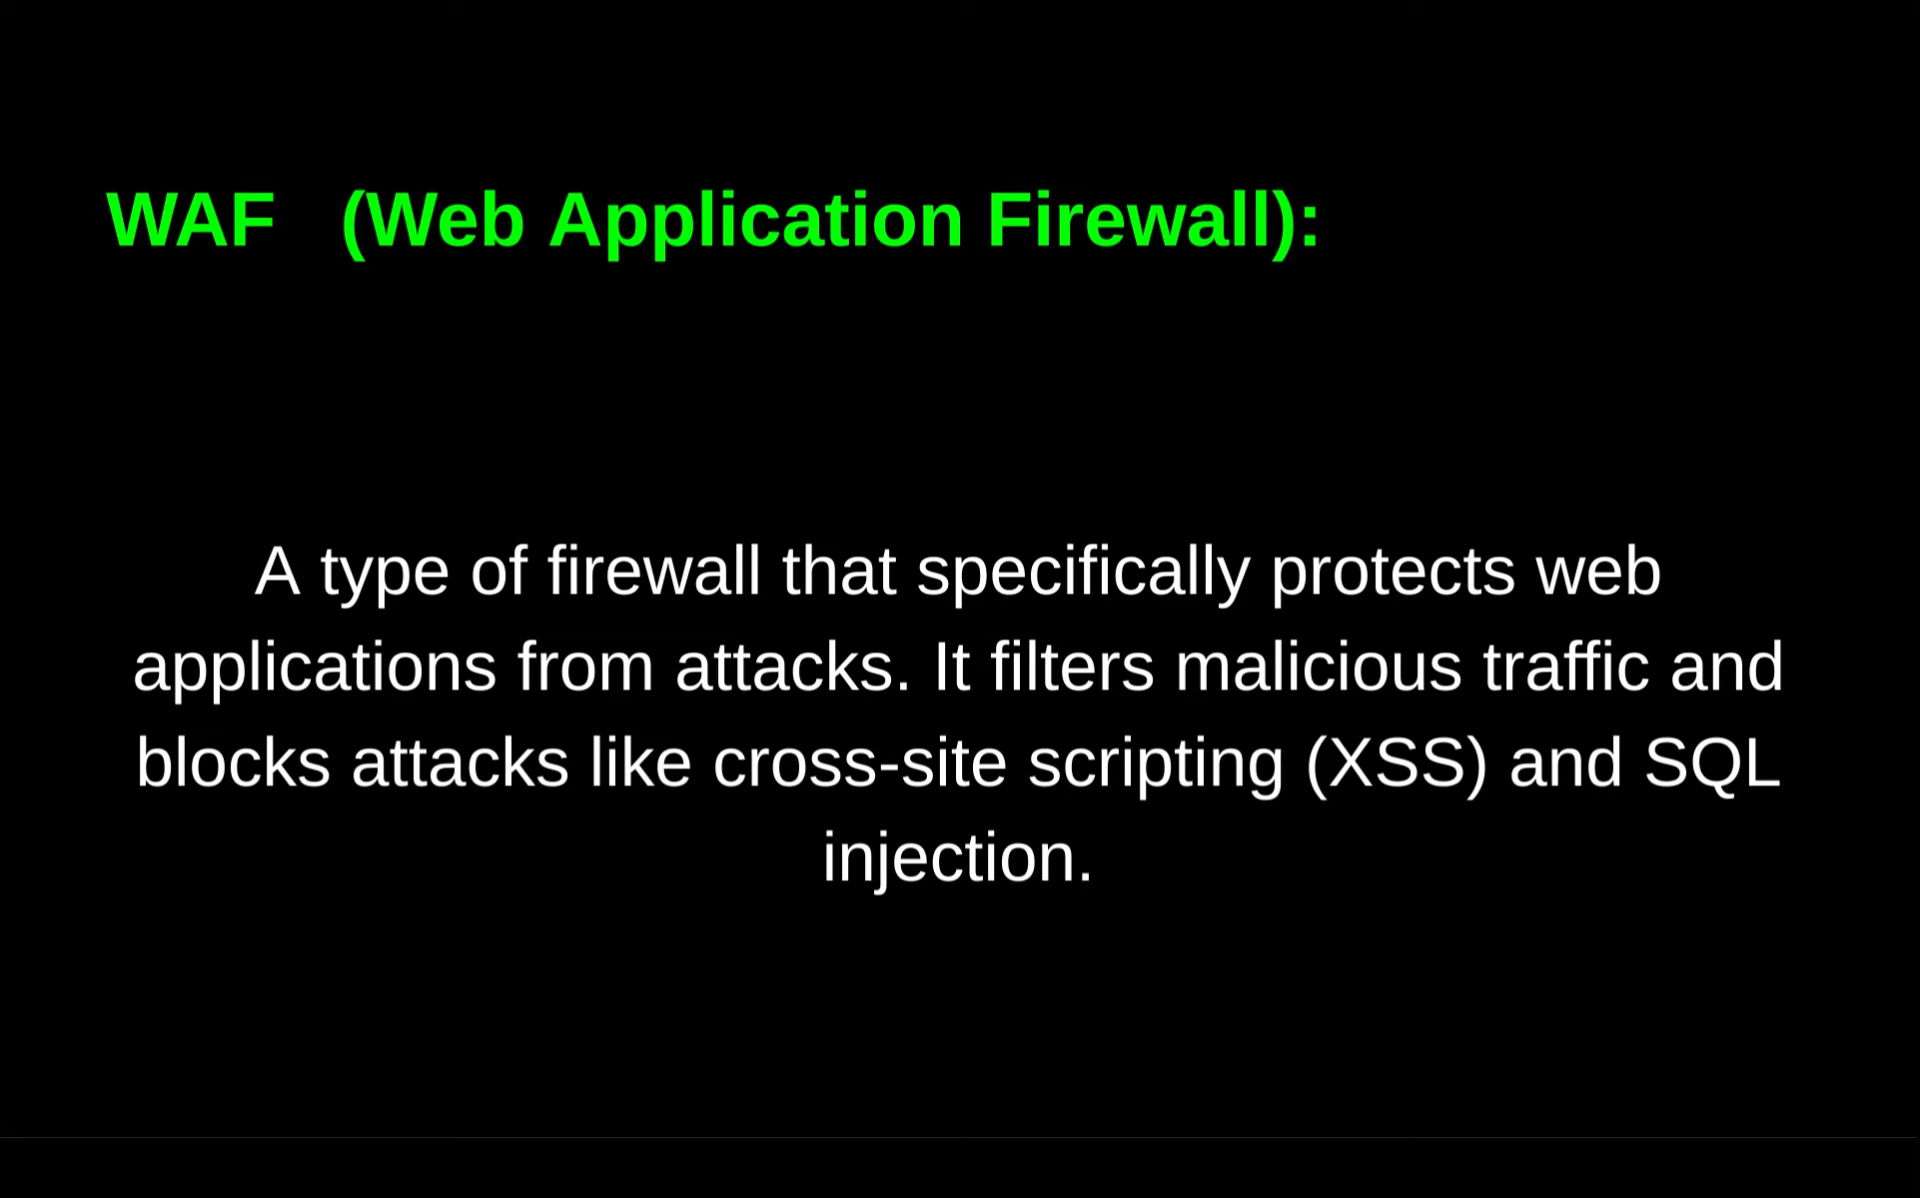 WAF   (Web Application Firewall):
A type of firewall that specifically protects web
applications from attacks. It filters malicious traffic and
blocks attacks like cross-site scripting (XSS) and SQL
injection.